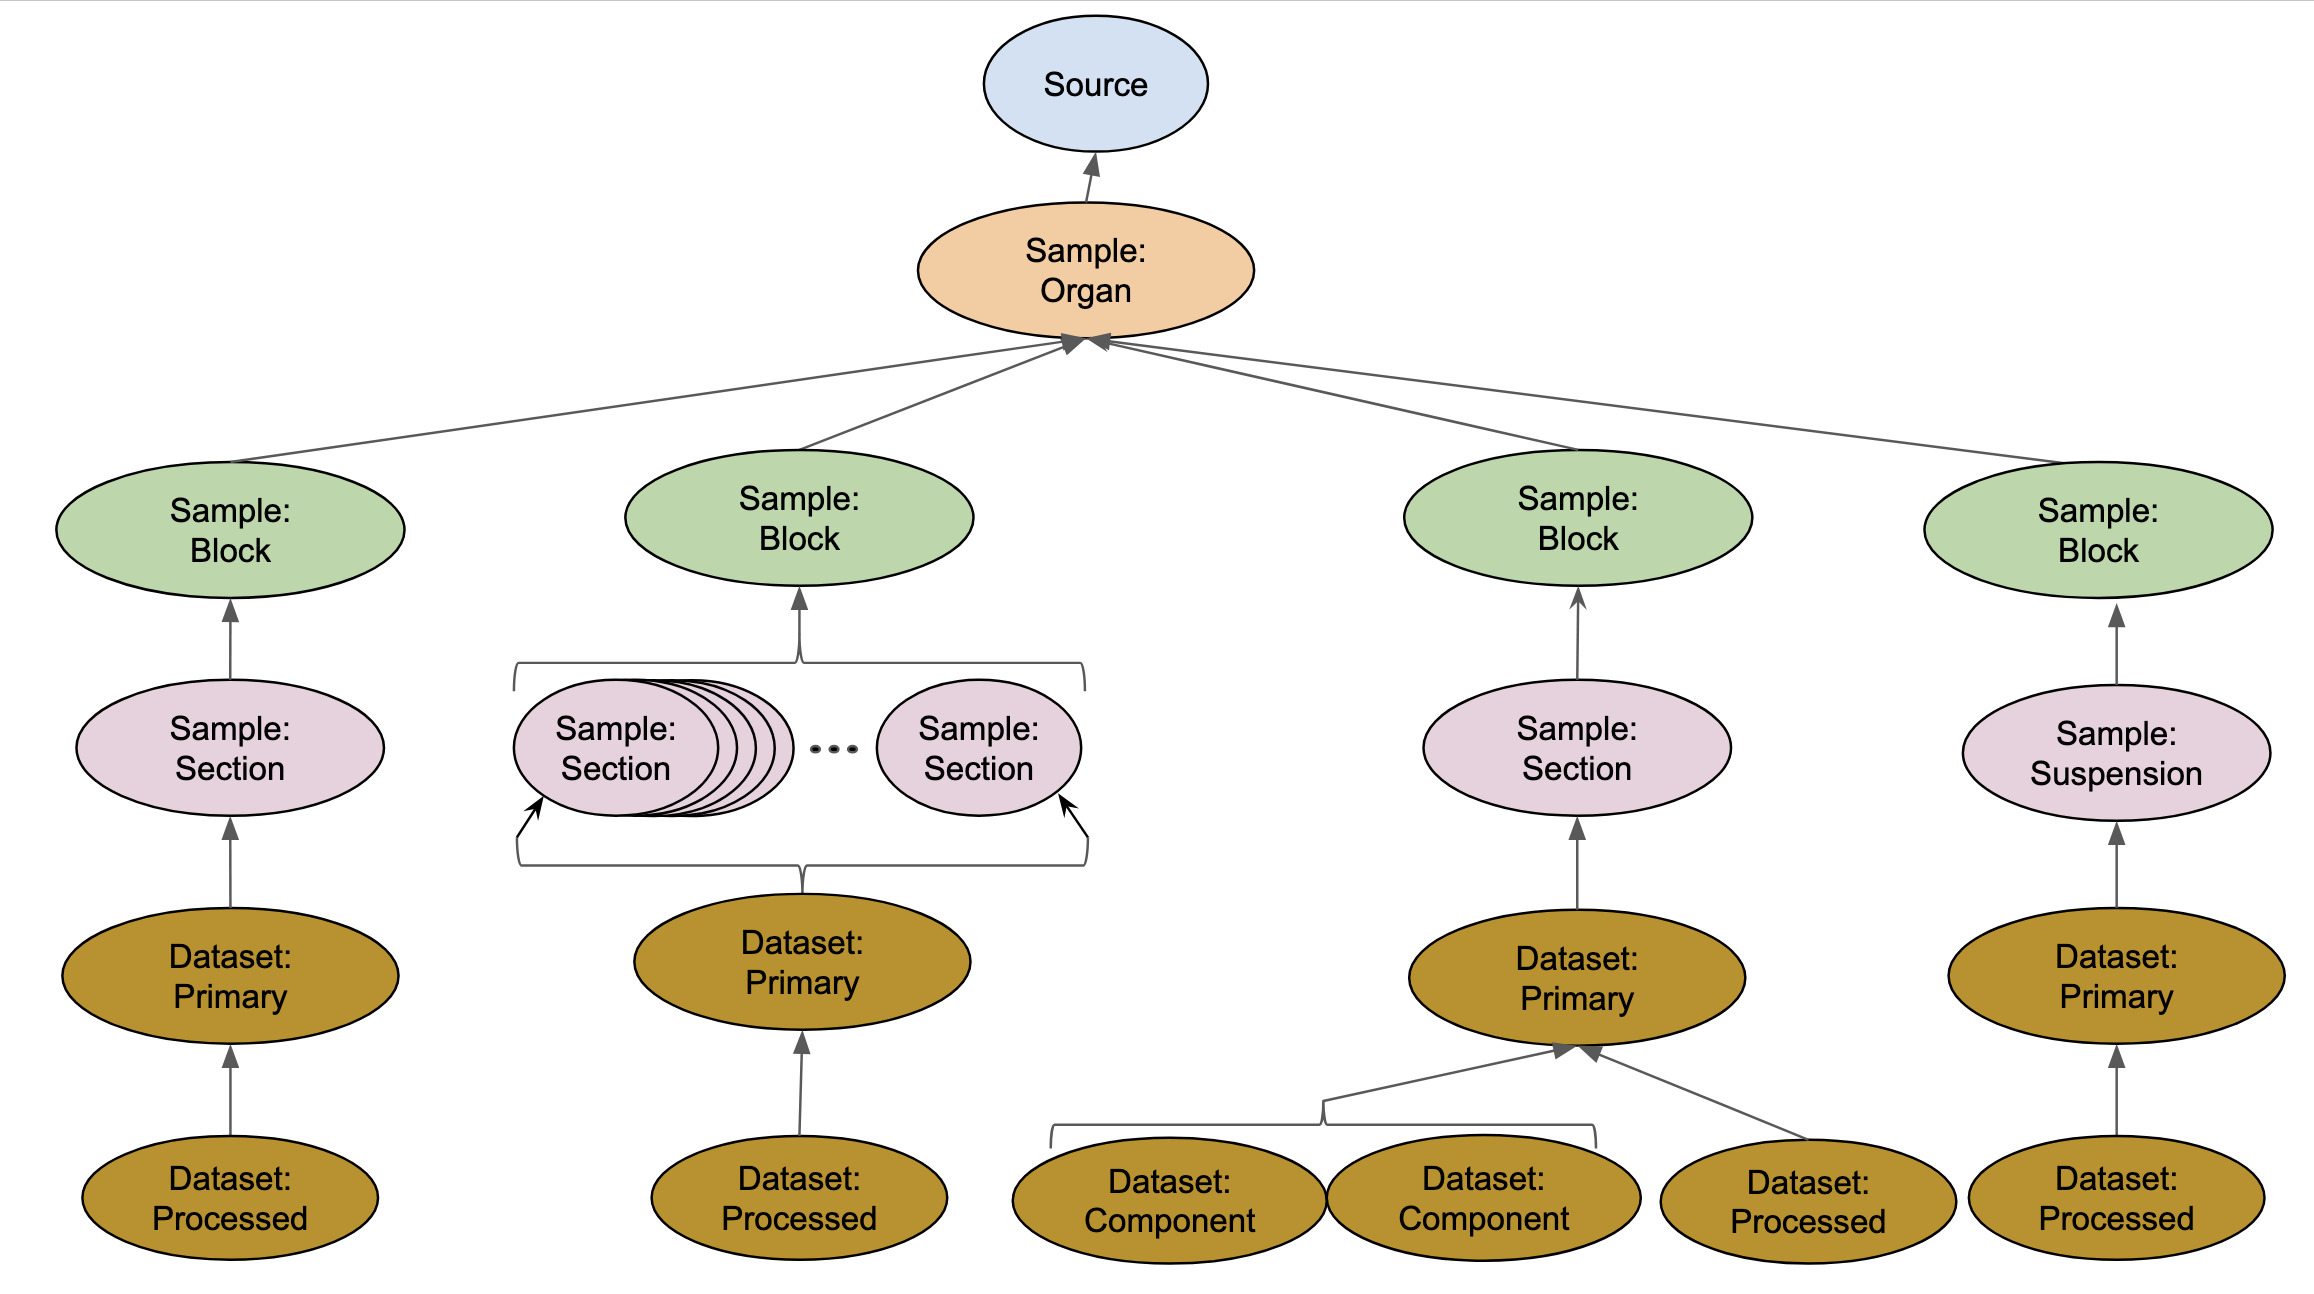 Source
Sample:
Organ
Sample:
Block
Sample:
Block
Sample:
Block
Sample:
Block
Sample:
Section
Sample:
Section
Sample:
Section
Sample:
Section
Sample:
Suspension
Dataset:
Primary
Dataset:
Primary
Dataset:
Primary
Dataset:
Primary
Dataset:
Processed
Dataset:
Processed
Dataset:
Component
Dataset:
Component
Dataset:
Processed
Dataset:
Processed